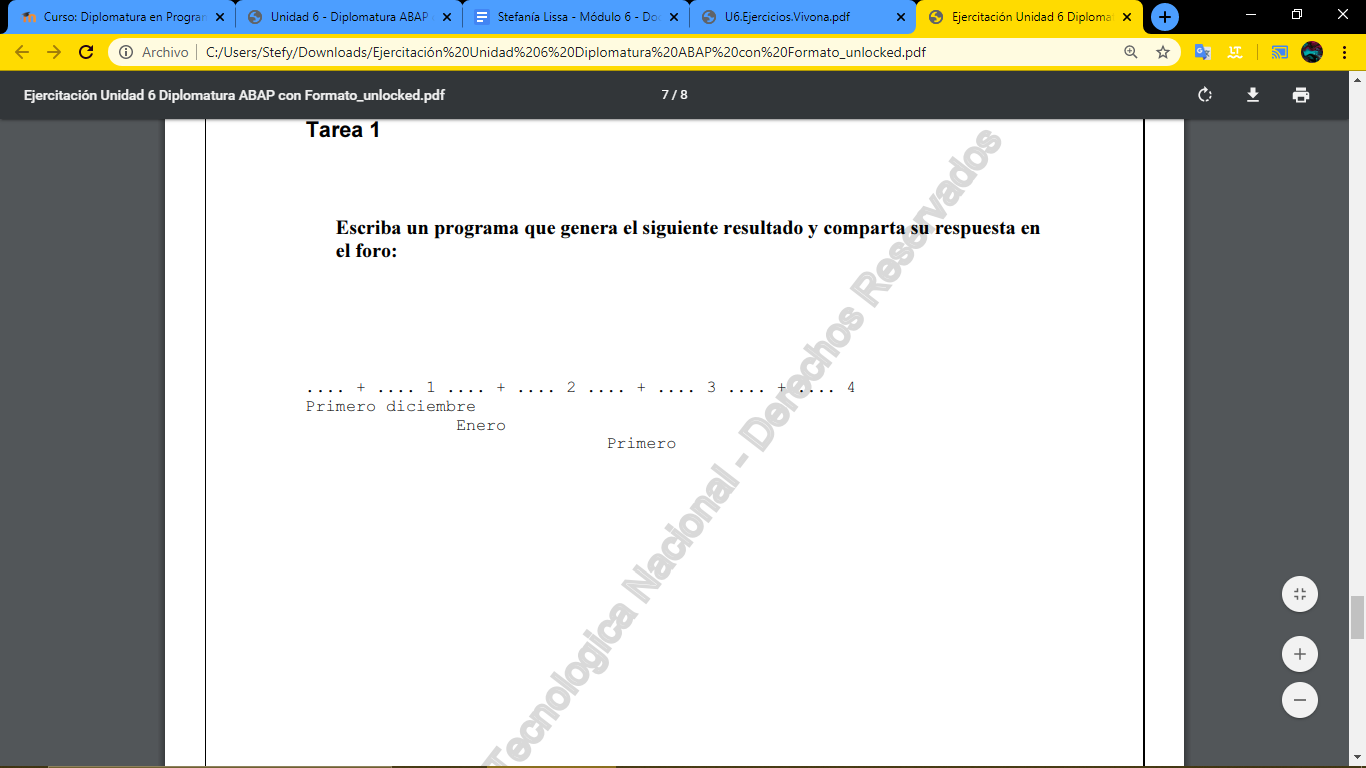 Curso: Diplomatura en Program
Unidad 6 - Diplomatura ABAP
Stefanía Lissa - Módulo 6 - Do
U6.Ejercicios.Vivona.pdf
Ejercitación Unidad 6 Diploma
Archivo | C:/Users/Stefy/Downloads/Ejercitación%20Unidad%206%20Diplomatura%20ABAP%20con%20Formato_unlocked.pdf
Ejercitación Unidad 6 Diplomatura ABAP con Formato_unlocked.pdf
7 / 8
Tarea 1
Escriba un programa que genera el siguiente resultado y comparta su respuesta en
el foro:
.... + .... 1 .... + .... 2 .... + .... 3 .... + .... 4
Primero diciembre
Enero
Primero
Tecnologica Nacional - Derechos Reservados